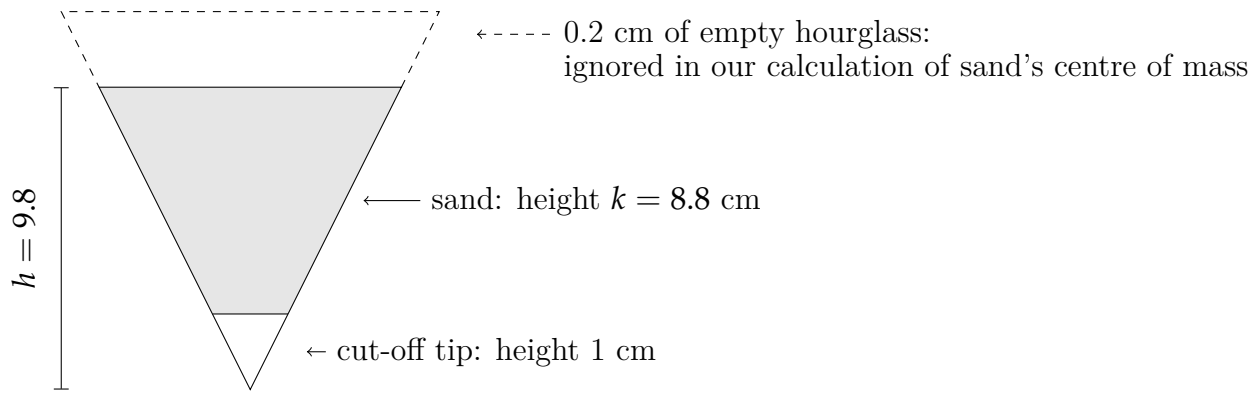 0.2 cm of empty hourglass:
ignored in our calculation of sand's centre of mass
h = 9.8
sand: height k = 8.8 cm
cut-off tip: height 1 cm